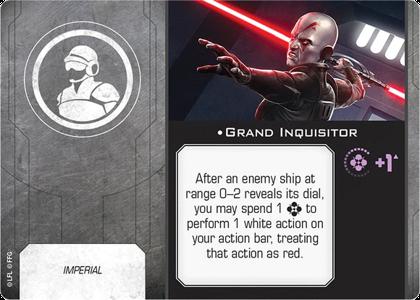 • GRAND INQUISITOR
+1
After an enemy ship at
range 0–2 reveals its dial,
you may spend 1 to
perform 1 white action on
your action bar, treating
that action as red.
IMPERIAL
© LFL © FFG